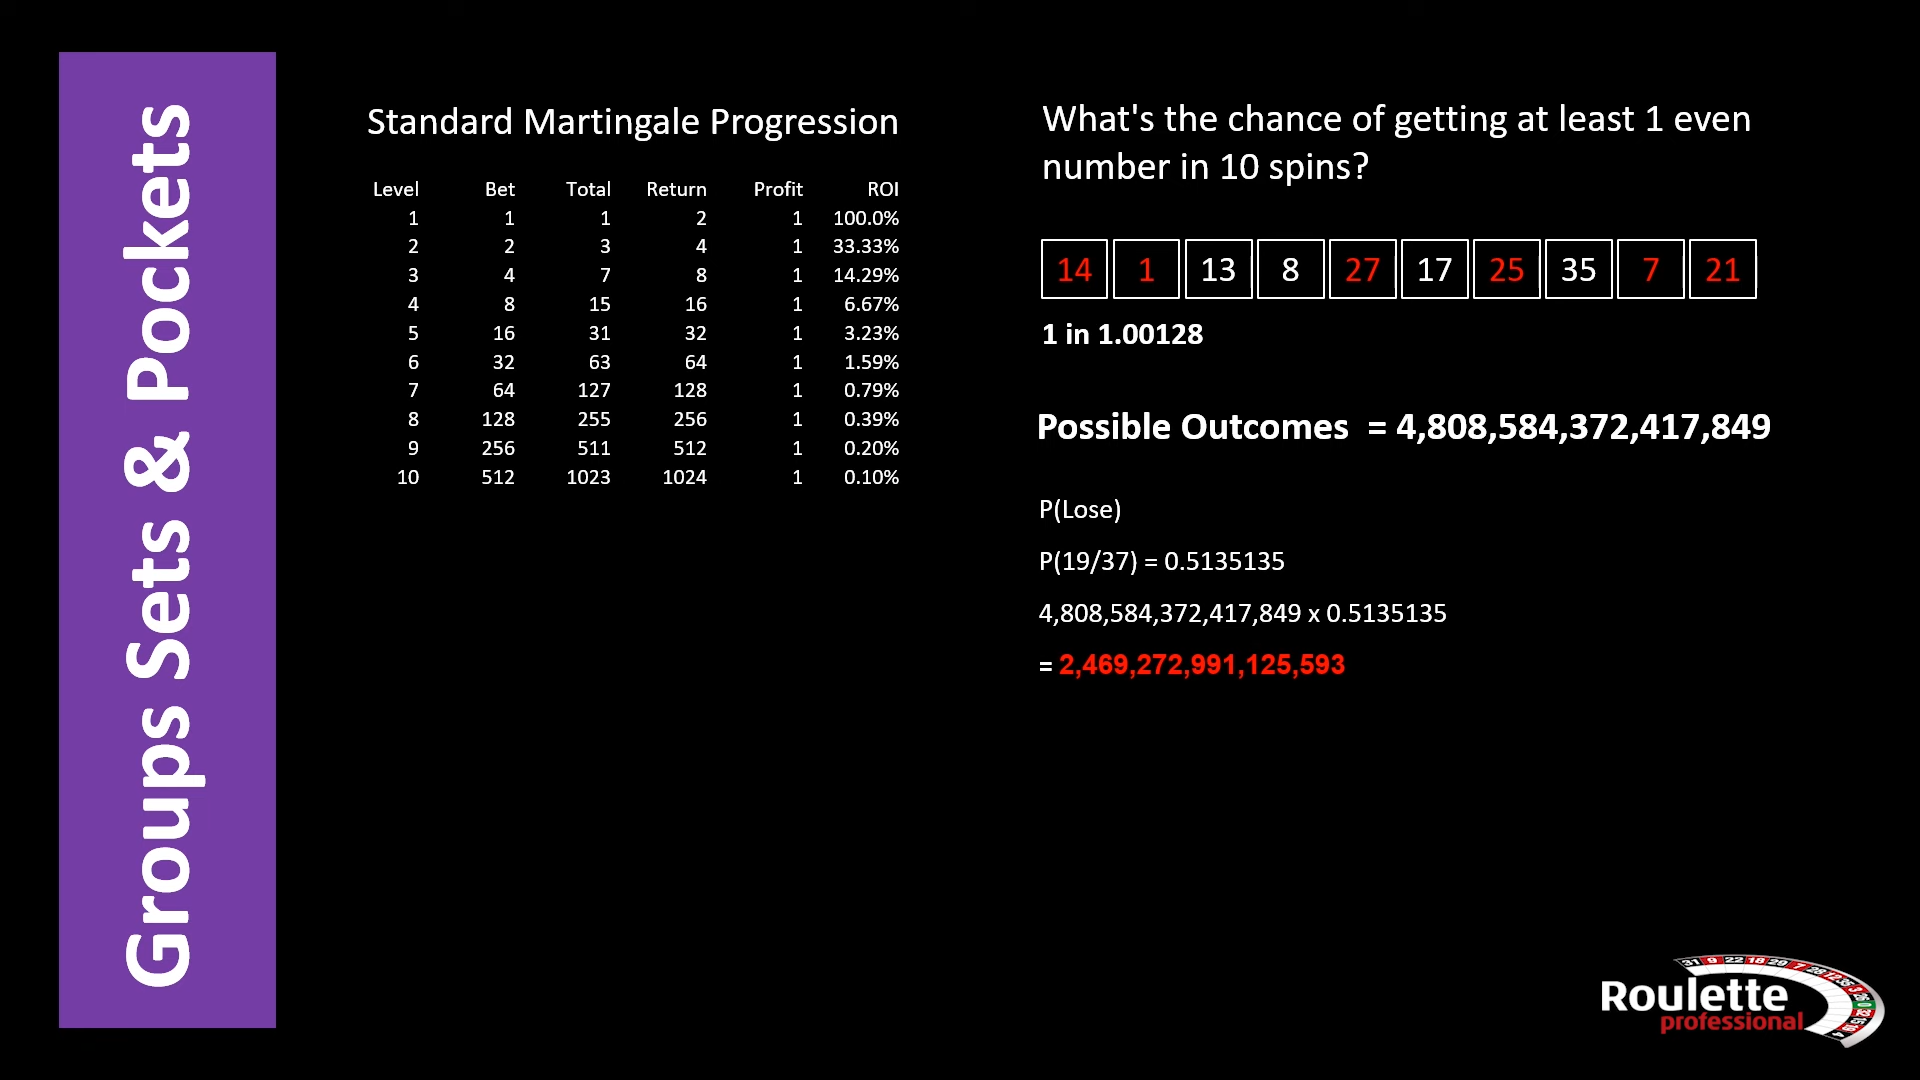 Groups Sets & Pockets
Standard Martingale Progression
Level Bet Total Return Profit ROI
1 1 1 2 1 100.0%
2 2 3 4 1 33.33%
3 4 7 8 1 14.29%
4 8 15 16 1 6.67%
5 16 31 32 1 3.23%
6 32 63 64 1 1.59%
7 64 127 128 1 0.79%
8 128 255 256 1 0.39%
9 256 511 512 1 0.20%
10 512 1023 1024 1 0.10%
What's the chance of getting at least 1 even
number in 10 spins?
14 1 13 8 27 17 25 35 7 21
1 in 1.00128
Possible Outcomes = 4,808,584,372,417,849
P(Lose)
P(19/37) = 0.5135135
4,808,584,372,417,849 x 0.5135135
= 2,469,272,991,125,593
Roulette
professional